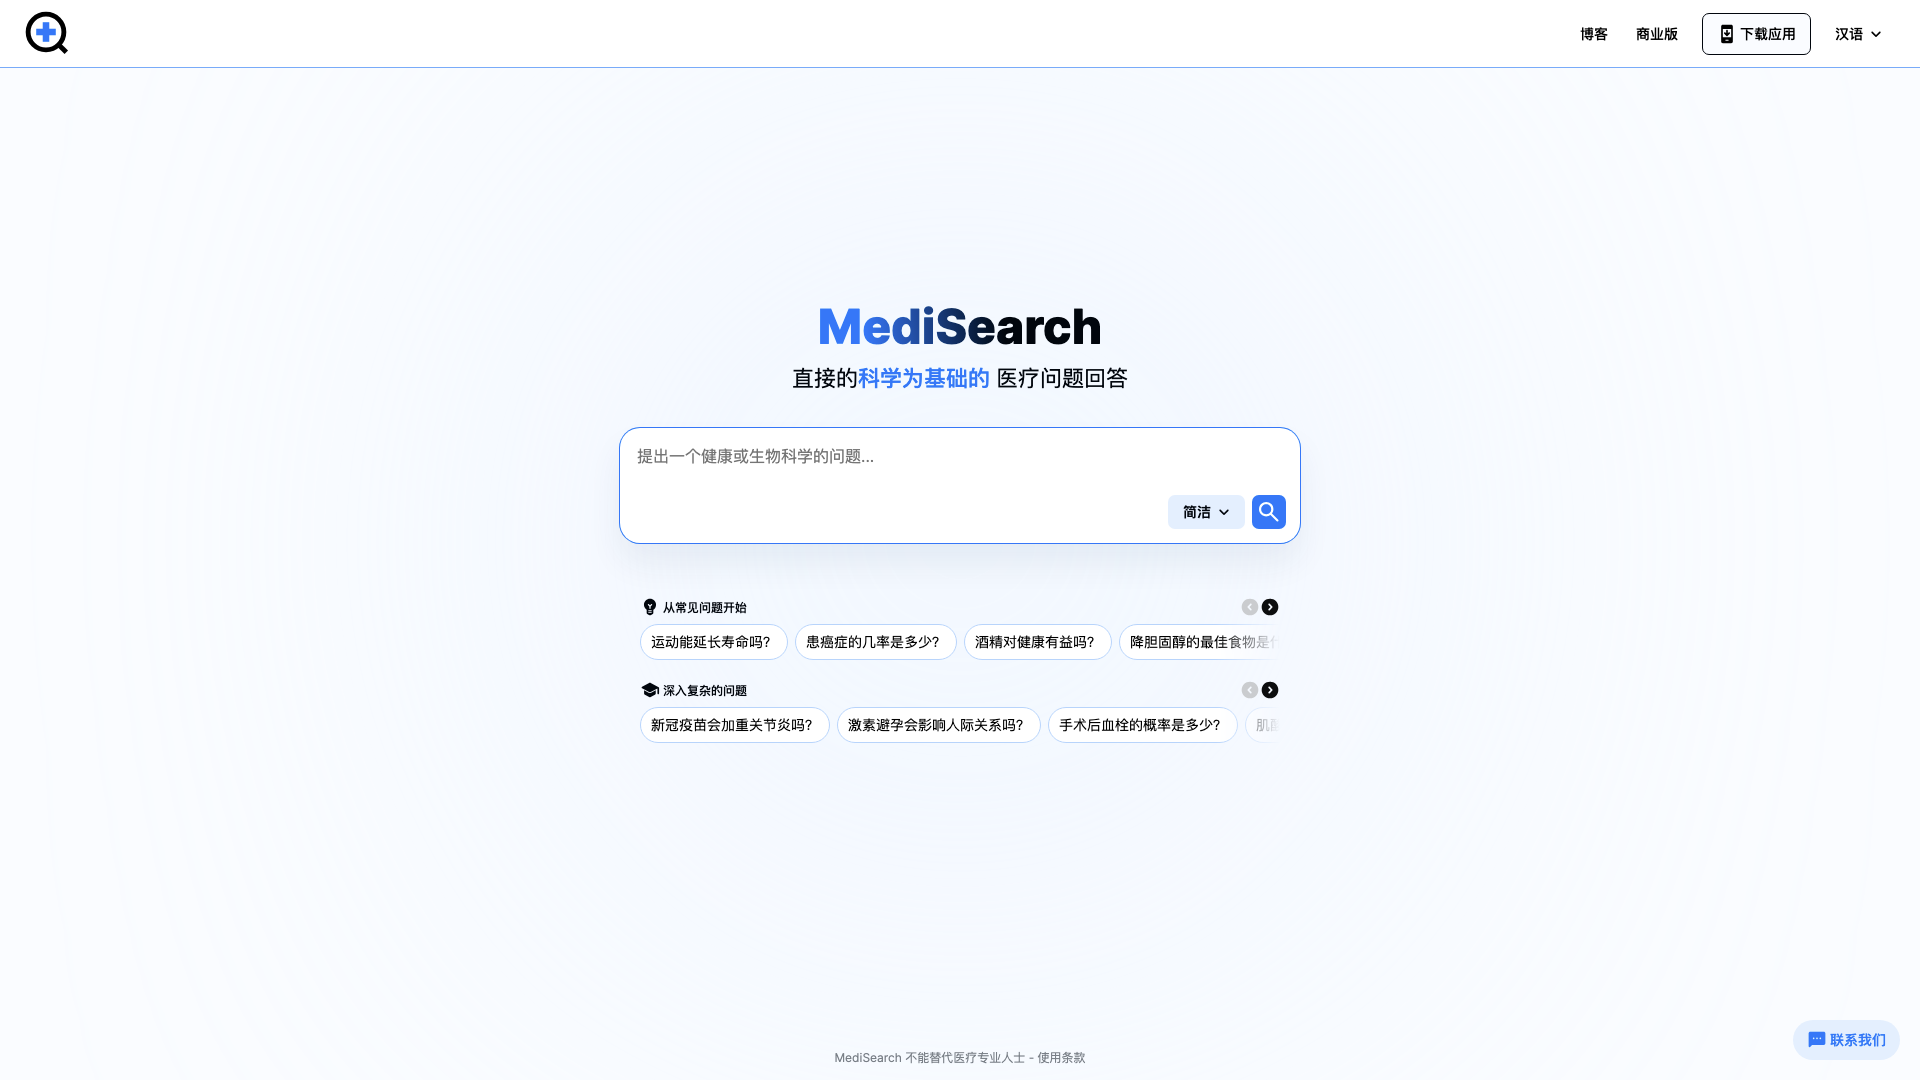 博客
商业版
下载应用
汉语
MediSearch
直接的科学为基础的 医疗问题回答
提出一个健康或生物科学的问题...
简洁
从常见问题开始
运动能延长寿命吗?
患癌症的几率是多少?
酒精对健康有益吗?
降胆固醇的最佳食物是
深入复杂的问题
新冠疫苗会加重关节炎吗?
激素避孕会影响人际关系吗?
手术后血栓的概率是多少?
肌
联系我们
MediSearch 不能替代医疗专业人士 - 使用条款